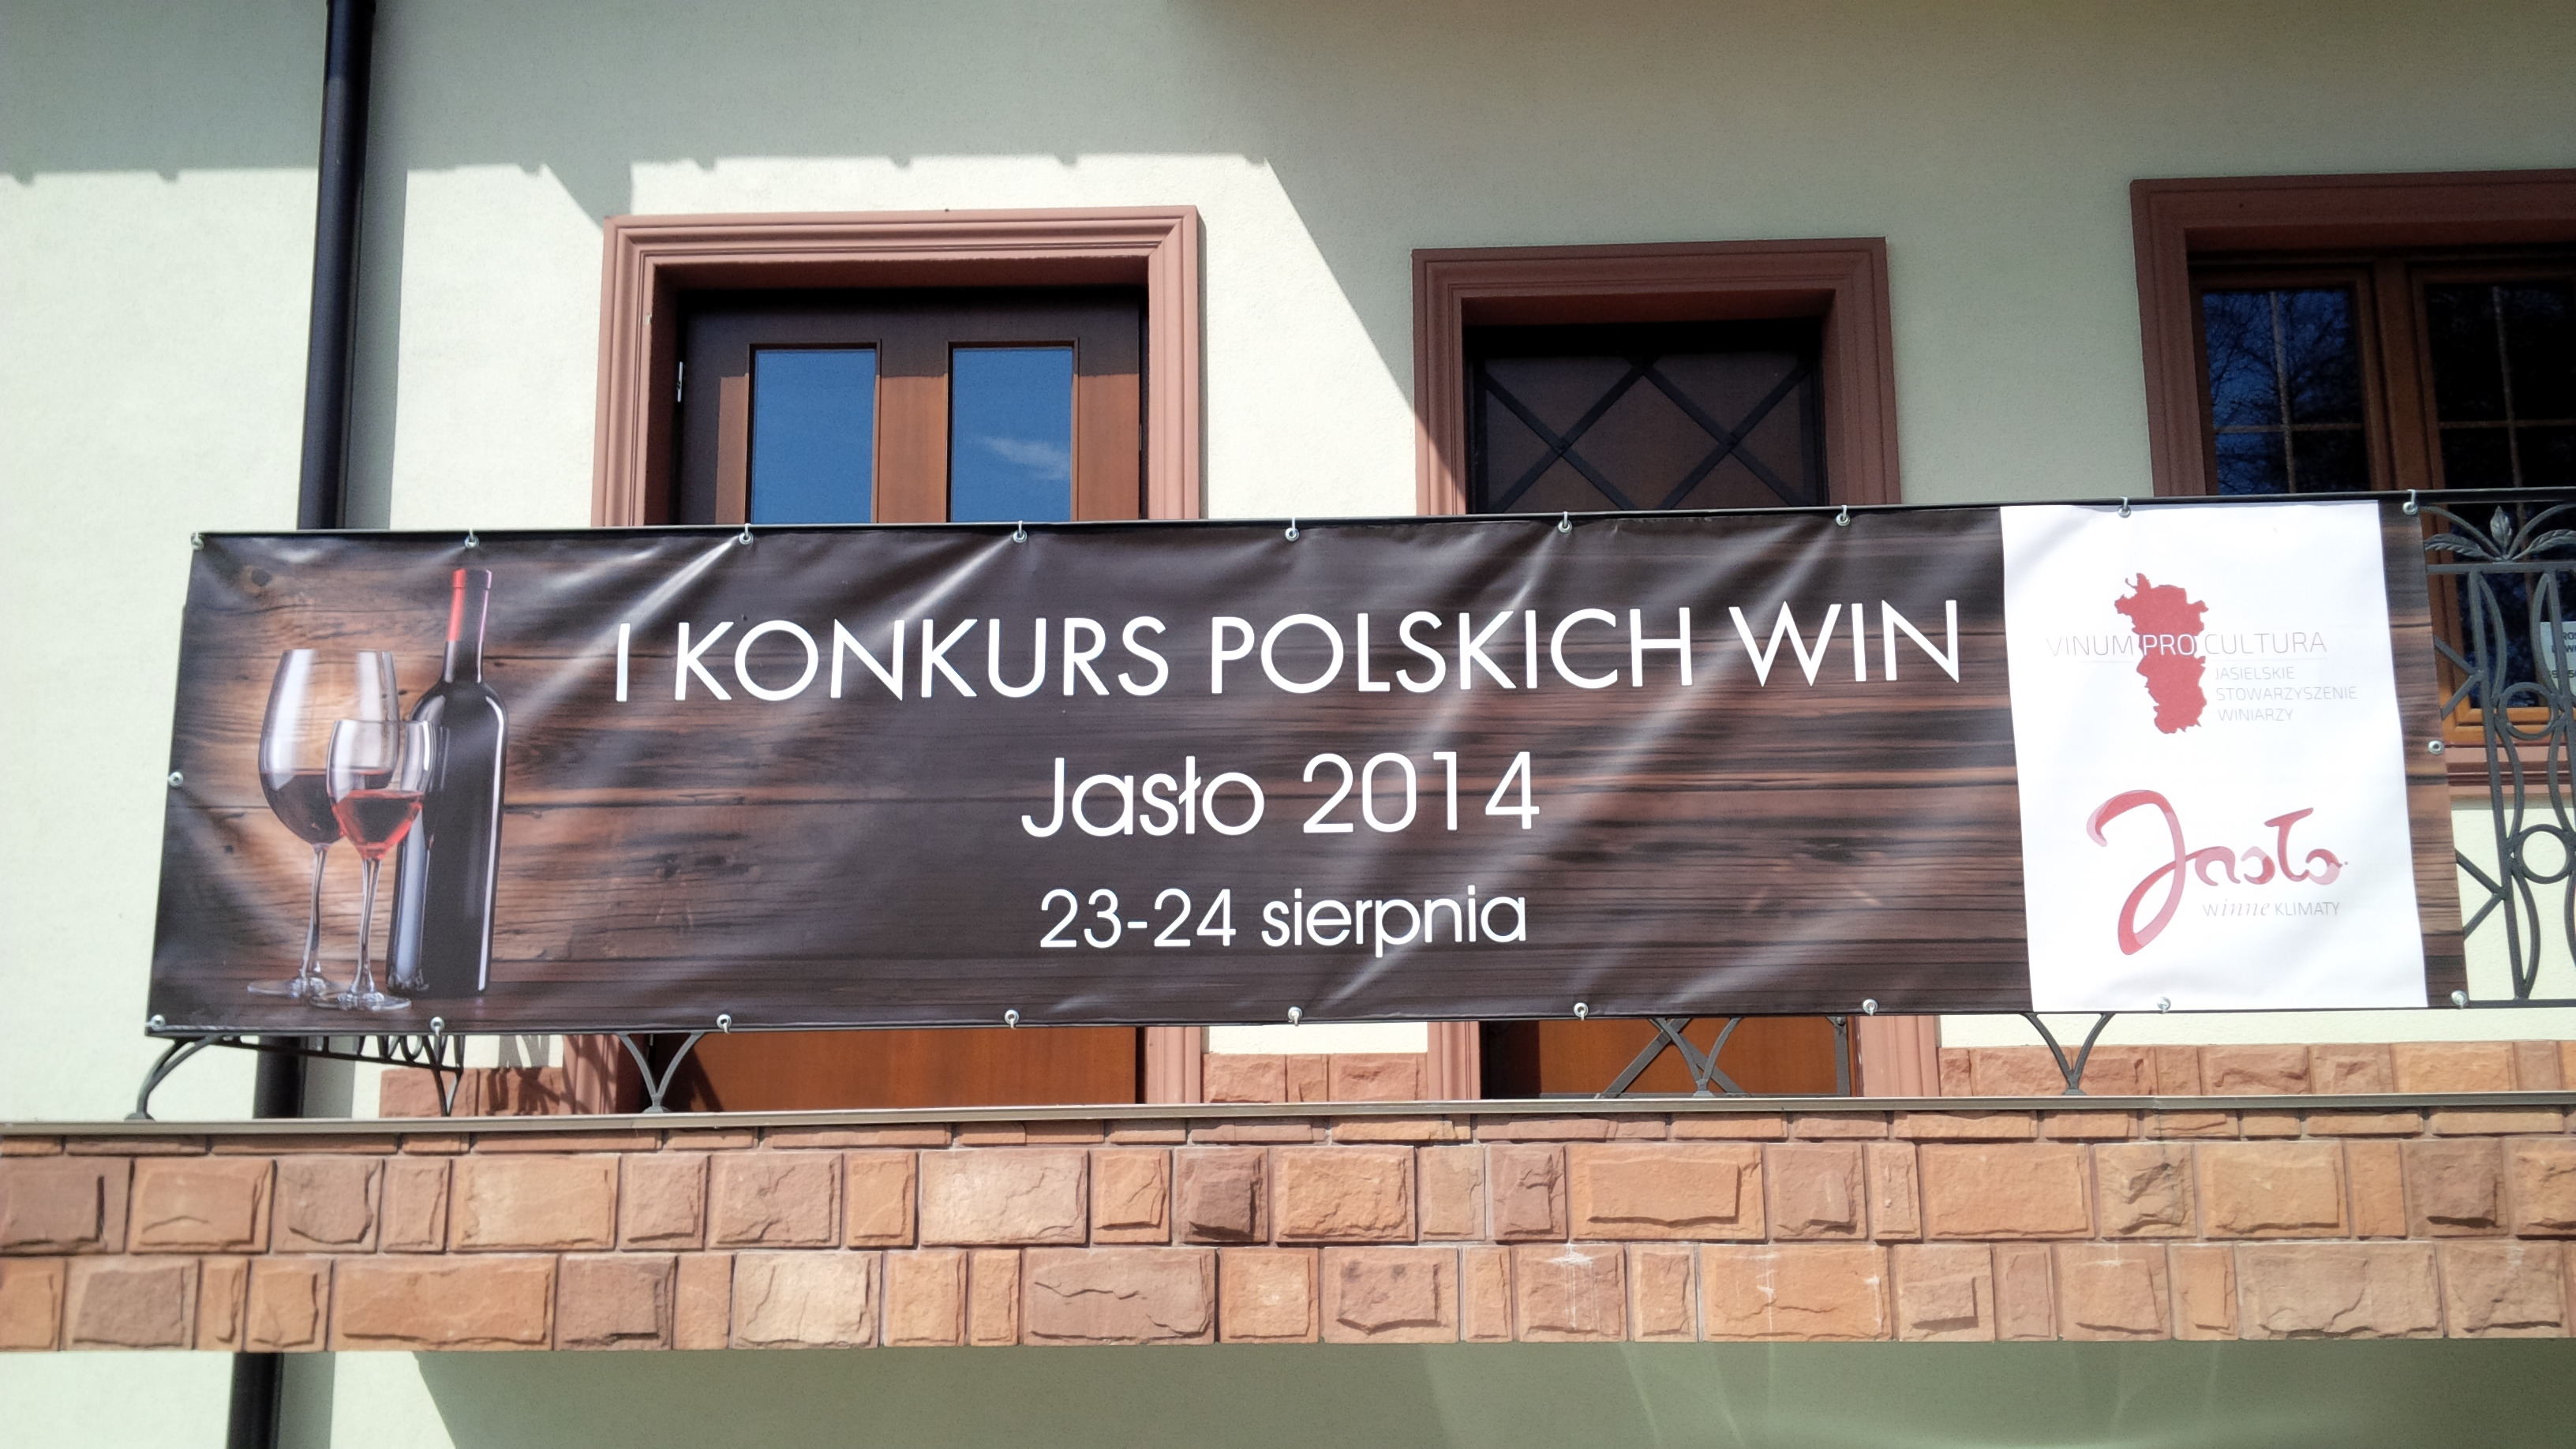 I KONKURS POLSKICH WIN
Jasło 2014
23-24 sierpnia
VINUM PRO CULTURA
JASIELSKIE
STOWARZYSZENIE
WINIARZY
Jasło
winne KLIMATY